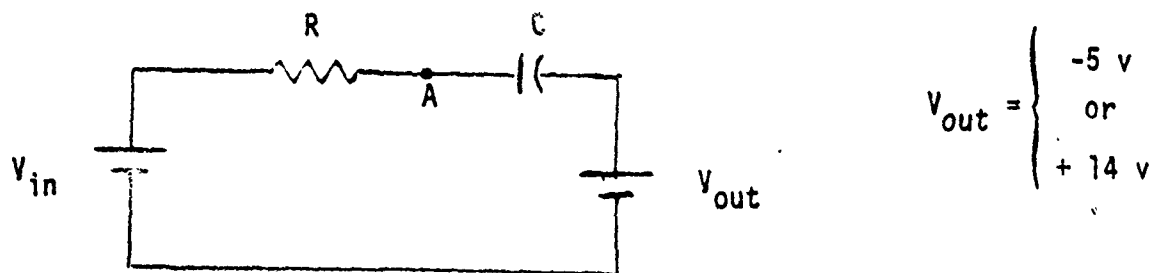 R
C
A
V_in
V_out
V_out = { -5 v
or
+ 14 v